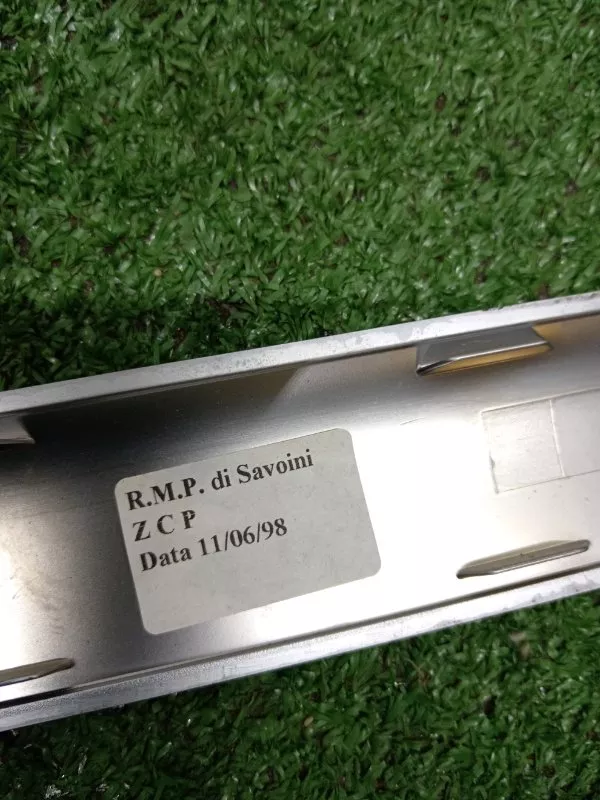 R.M.P. di Savoini
Z C P
Data 11/06/98